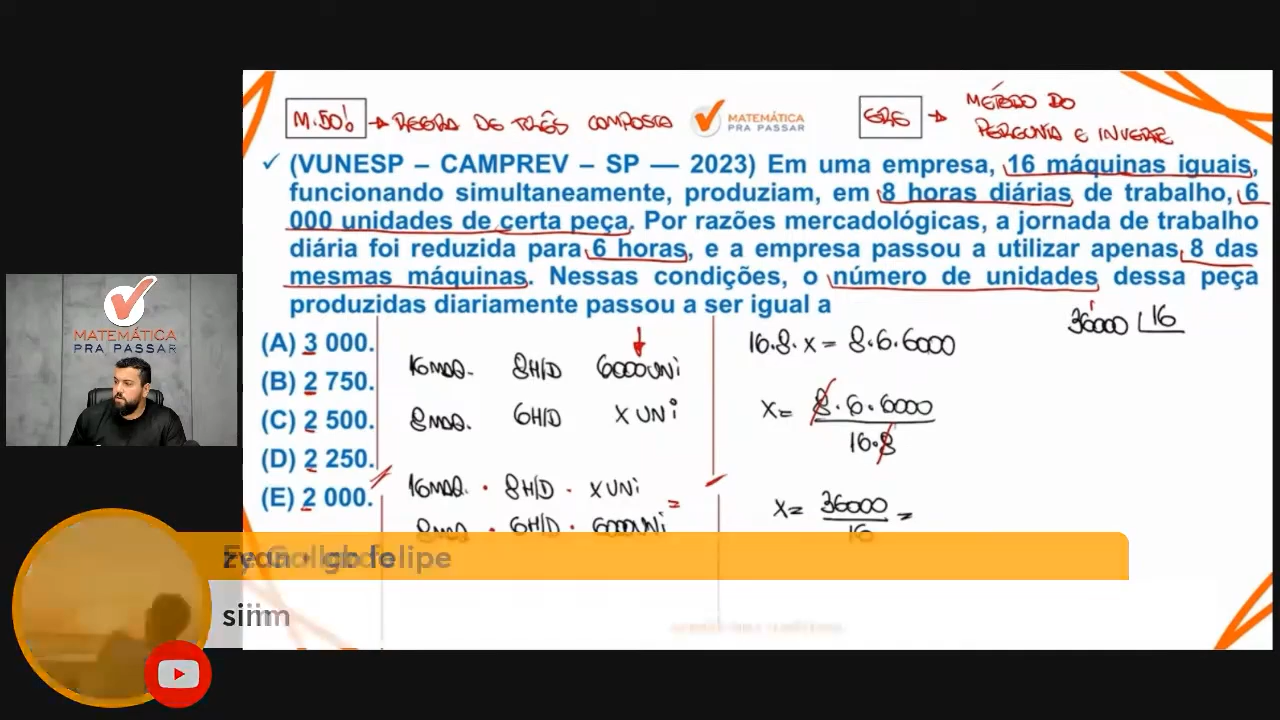 M.50! → REGRA DE TRÊS COMPOSTA
MATEMÁTICA
PRA PASSAR
→ MÉTODO DO
PERGUNTA E INVERTE
✓ (VUNESP – CAMPREV – SP — 2023) Em uma empresa, 16 máquinas iguais,
funcionando simultaneamente, produziam, em 8 horas diárias de trabalho, 6
000 unidades de certa peça. Por razões mercadológicas, a jornada de trabalho
diária foi reduzida para 6 horas, e a empresa passou a utilizar apenas 8 das
mesmas máquinas. Nessas condições, o número de unidades dessa peça
produzidas diariamente passou a ser igual a
(A) 3 000.
(B) 2 750.
(C) 2 500.
(D) 2 250.
(E) 2 000.
16MAQ. 8H/D 6000UNI
8MAQ. 6H/D X UNI
16MAQ. · 8H/D · XUNI
=
8MAQ · 6H/D · 6000UNI
16.8.X = 8.6.6000
X = 8.6.6000
16.8
X = 36000 =
16
36000 16
MATEMÁTICA
PRA PASSAR
felipe